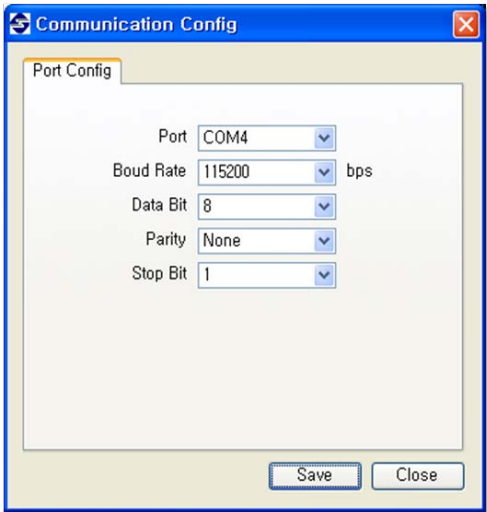 Communication Config
Port Config
Port COM4
Boud Rate 115200 bps
Data Bit 8
Parity None
Stop Bit 1
Save Close